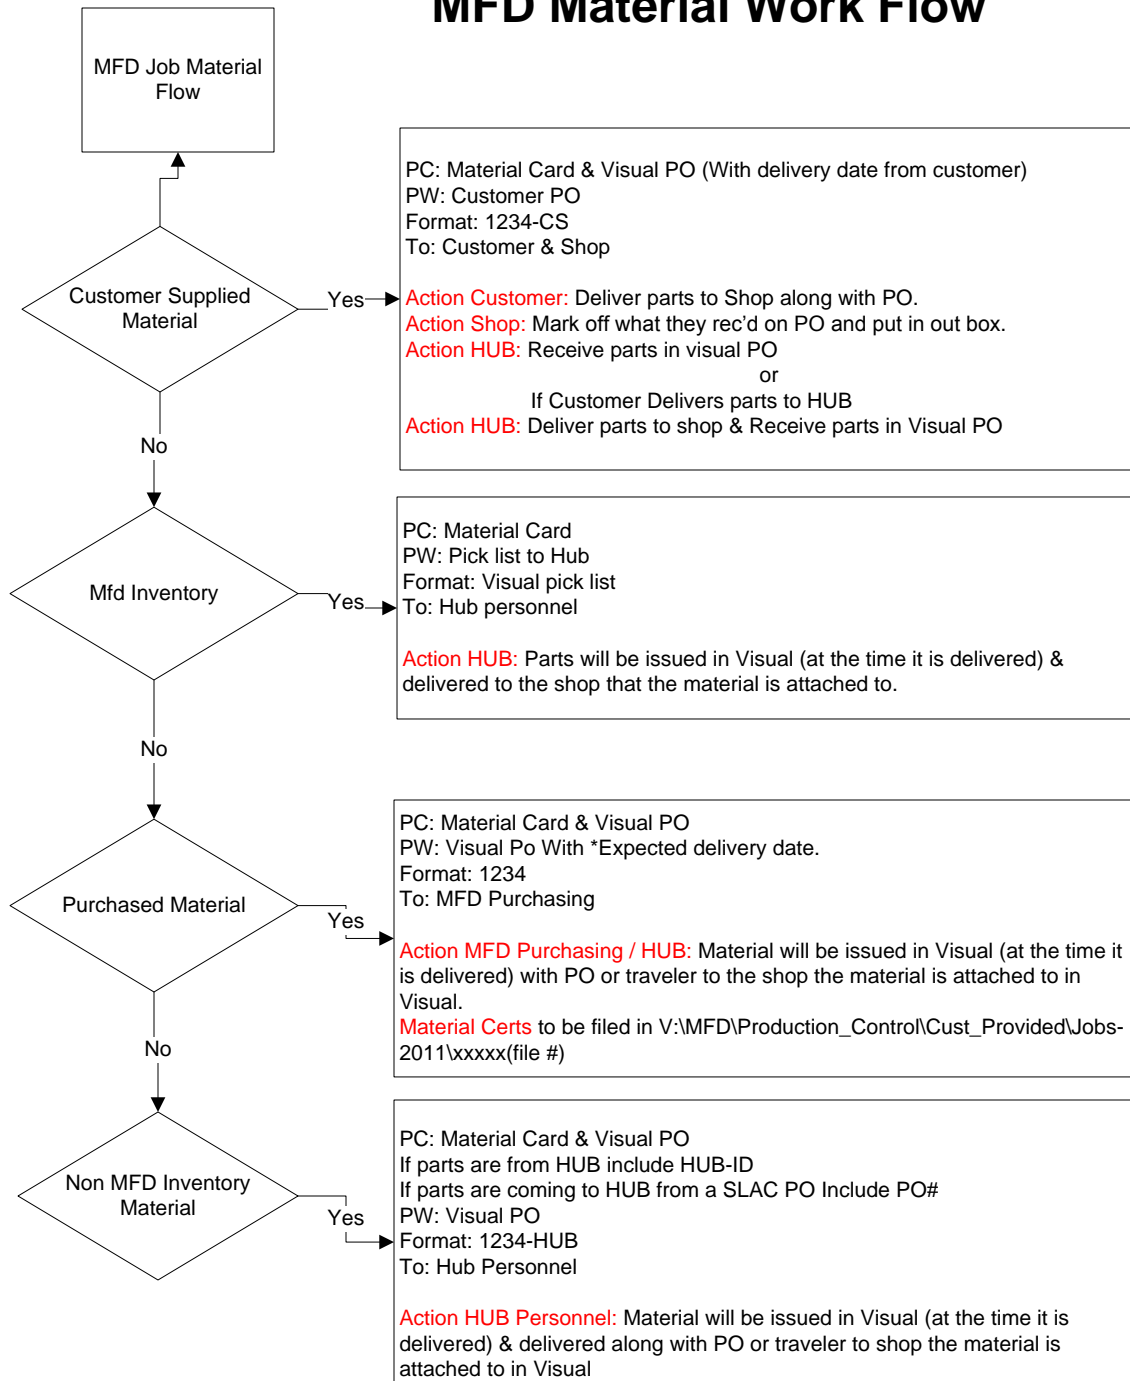 MFD Material Work Flow
MFD Job Material
Flow
PC: Material Card & Visual PO (With delivery date from customer)
PW: Customer PO
Format: 1234-CS
To: Customer & Shop
Action Customer: Deliver parts to Shop along with PO.
Action Shop: Mark off what they rec’d on PO and put in out box.
Action HUB: Receive parts in visual PO
or
If Customer Delivers parts to HUB
Action HUB: Deliver parts to shop & Receive parts in Visual PO
Customer Supplied
Material
Yes
No
PC: Material Card
PW: Pick list to Hub
Format: Visual pick list
To: Hub personnel
Action HUB: Parts will be issued in Visual (at the time it is delivered) &
delivered to the shop that the material is attached to.
Mfd Inventory
Yes
No
PC: Material Card & Visual PO
PW: Visual Po With *Expected delivery date.
Format: 1234
To: MFD Purchasing
Action MFD Purchasing / HUB: Material will be issued in Visual (at the time it
is delivered) with PO or traveler to the shop the material is attached to in
Visual.
Material Certs to be filed in V:\MFD\Production_Control\Cust_Provided\Jobs-
2011\xxxxx(file #)
Purchased Material
Yes
No
PC: Material Card & Visual PO
If parts are from HUB include HUB-ID
If parts are coming to HUB from a SLAC PO Include PO#
PW: Visual PO
Format: 1234-HUB
To: Hub Personnel
Action HUB Personnel: Material will be issued in Visual (at the time it is
delivered) & delivered along with PO or traveler to shop the material is
attached to in Visual
Non MFD Inventory
Material
Yes